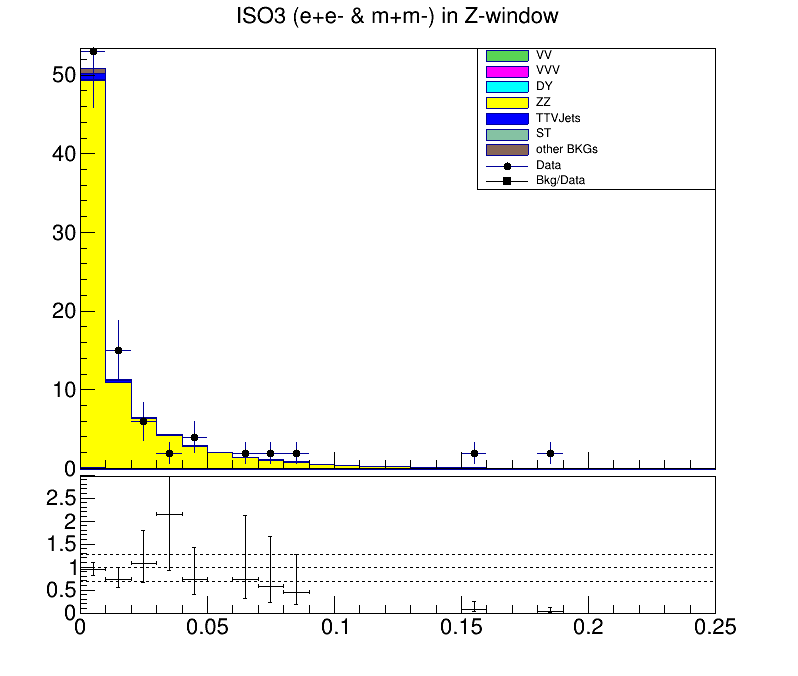 ISO3 (e+e- & m+m-) in Z-window
50
40
30
20
10
0
VV
VVV
DY
ZZ
TTVJets
ST
other BKGs
Data
Bkg/Data
2.5
2
1.5
1
0.5
0
0 0.05 0.1 0.15 0.2 0.25